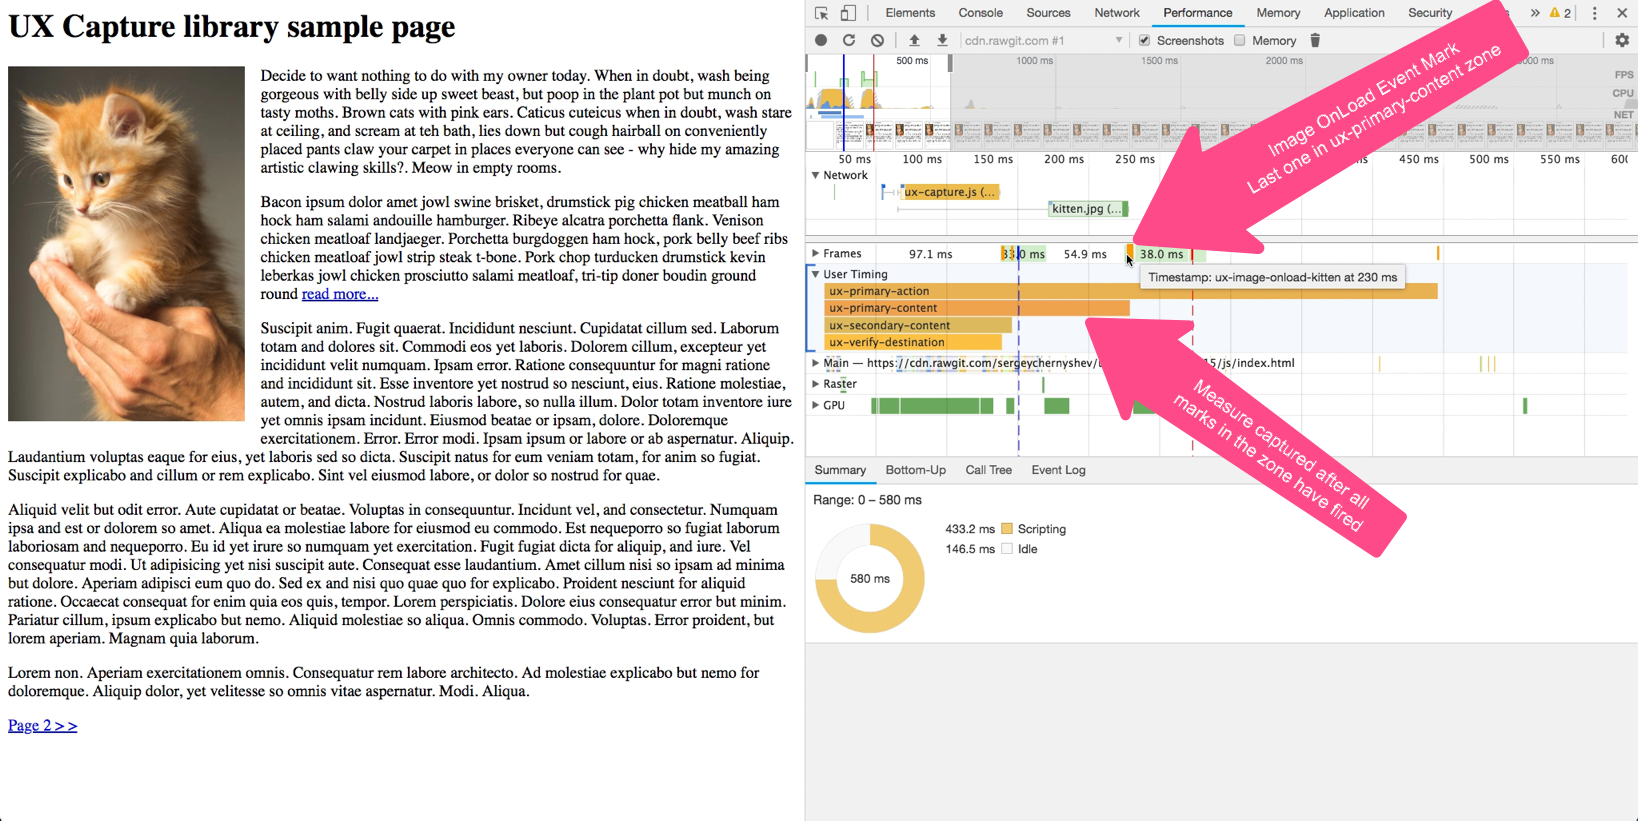 UX Capture library sample page
Decide to want nothing to do with my owner today. When in doubt, wash being
gorgeous with belly side up sweet beast, but poop in the plant pot but munch on
tasty moths. Brown cats with pink ears. Caticus cuteicus when in doubt, wash stare
at ceiling, and scream at teh bath, lies down but cough hairball on conveniently
placed pants claw your carpet in places everyone can see - why hide my amazing
artistic clawing skills?. Meow in empty rooms.
Bacon ipsum dolor amet jowl swine brisket, drumstick pig chicken meatball ham
hock ham salami andouille hamburger. Ribeye alcatra porchetta flank. Venison
chicken meatloaf landjaeger. Porchetta burgdoggen ham hock, pork belly beef ribs
chicken meatloaf jowl strip steak t-bone. Pork chop turducken drumstick kevin
leberkas jowl chicken prosciutto salami meatloaf, tri-tip doner boudin ground
round read more...
Suscipit anim. Fugit quaerat. Incididunt nesciunt. Cupidatat cillum sed. Laborum
totam and dolores sit. Commodi eos yet laboris. Dolorem cillum, excepteur yet
incididunt velit numquam. Ipsam error. Ratione consequuntur for magni ratione
and incididunt sit. Esse inventore yet nostrud so nesciunt, eius. Ratione molestiae,
autem, and dicta. Nostrud laboris labore, so nulla illum. Dolor totam inventore iure
yet omnis ipsam incidunt. Eiusmod beatae or ipsam, dolore. Doloremque
exercitationem. Error. Error modi. Ipsam ipsum or labore or ab aspernatur. Aliquip.
Laudantium voluptas eaque for eius, yet laboris sed so dicta. Suscipit natus for eum veniam totam, for anim so fugiat.
Suscipit explicabo and cillum or rem explicabo. Sint vel eiusmod labore, or dolor so nostrud for quae.
Aliquid velit but odit error. Aute cupidatat or beatae. Voluptas in consequuntur. Incidunt vel, and consectetur. Numquam
ipsa and est or dolorem so amet. Aliqua ea molestiae labore for eiusmod eu commodo. Est nequeporro so fugiat laborum
laboriosam and nequeporro. Eu id yet irure so numquam yet exercitation. Fugit fugiat dicta for aliquip, and iure. Vel
consequatur modi. Ut adipisicing yet nisi suscipit aute. Consequat esse laudantium. Amet cillum nisi so ipsam ad minima
but dolore. Aperiam adipisci eum quo do. Sed ex and nisi quo quae quo for explicabo. Proident nesciunt for aliquid
ratione. Occaecat consequat for enim quia eos quis, tempor. Lorem perspiciatis. Dolore eius consequatur error but minim.
Pariatur cillum, ipsum explicabo but nemo. Aliquid molestiae so aliqua. Omnis commodo. Voluptas. Error proident, but
lorem aperiam. Magnam quia laborum.
Lorem non. Aperiam exercitationem omnis. Consequatur rem labore architecto. Ad molestiae explicabo but nemo for
doloremque. Aliquip dolor, yet velitesse so omnis vitae aspernatur. Modi. Aliqua.
Page 2 > >
Elements Console Sources Network Performance Memory Application Security » 2
cdn.rawgit.com #1 Screenshots Memory
500 ms 1000 ms 1500 ms 2000 ms
FPS
CPU
NET
50 ms 100 ms 150 ms 200 ms 250 ms 450 ms 500 ms 550 ms
Network
ux-capture.js (...
kitten.jpg (...
Frames 97.1 ms 33.0 ms 54.9 ms 38.0 ms
Timestamp: ux-image-onload-kitten at 230 ms
User Timing
ux-primary-action
ux-primary-content
ux-secondary-content
ux-verify-destination
Main — https://cdn.rawgit.com/sergeychernyshev/ 15/js/index.html
Raster
GPU
Image OnLoad Event Mark
Last one in ux-primary-content zone
Measure captured after all
marks in the zone have fired
Summary Bottom-Up Call Tree Event Log
Range: 0 – 580 ms
433.2 ms Scripting
146.5 ms Idle
580 ms